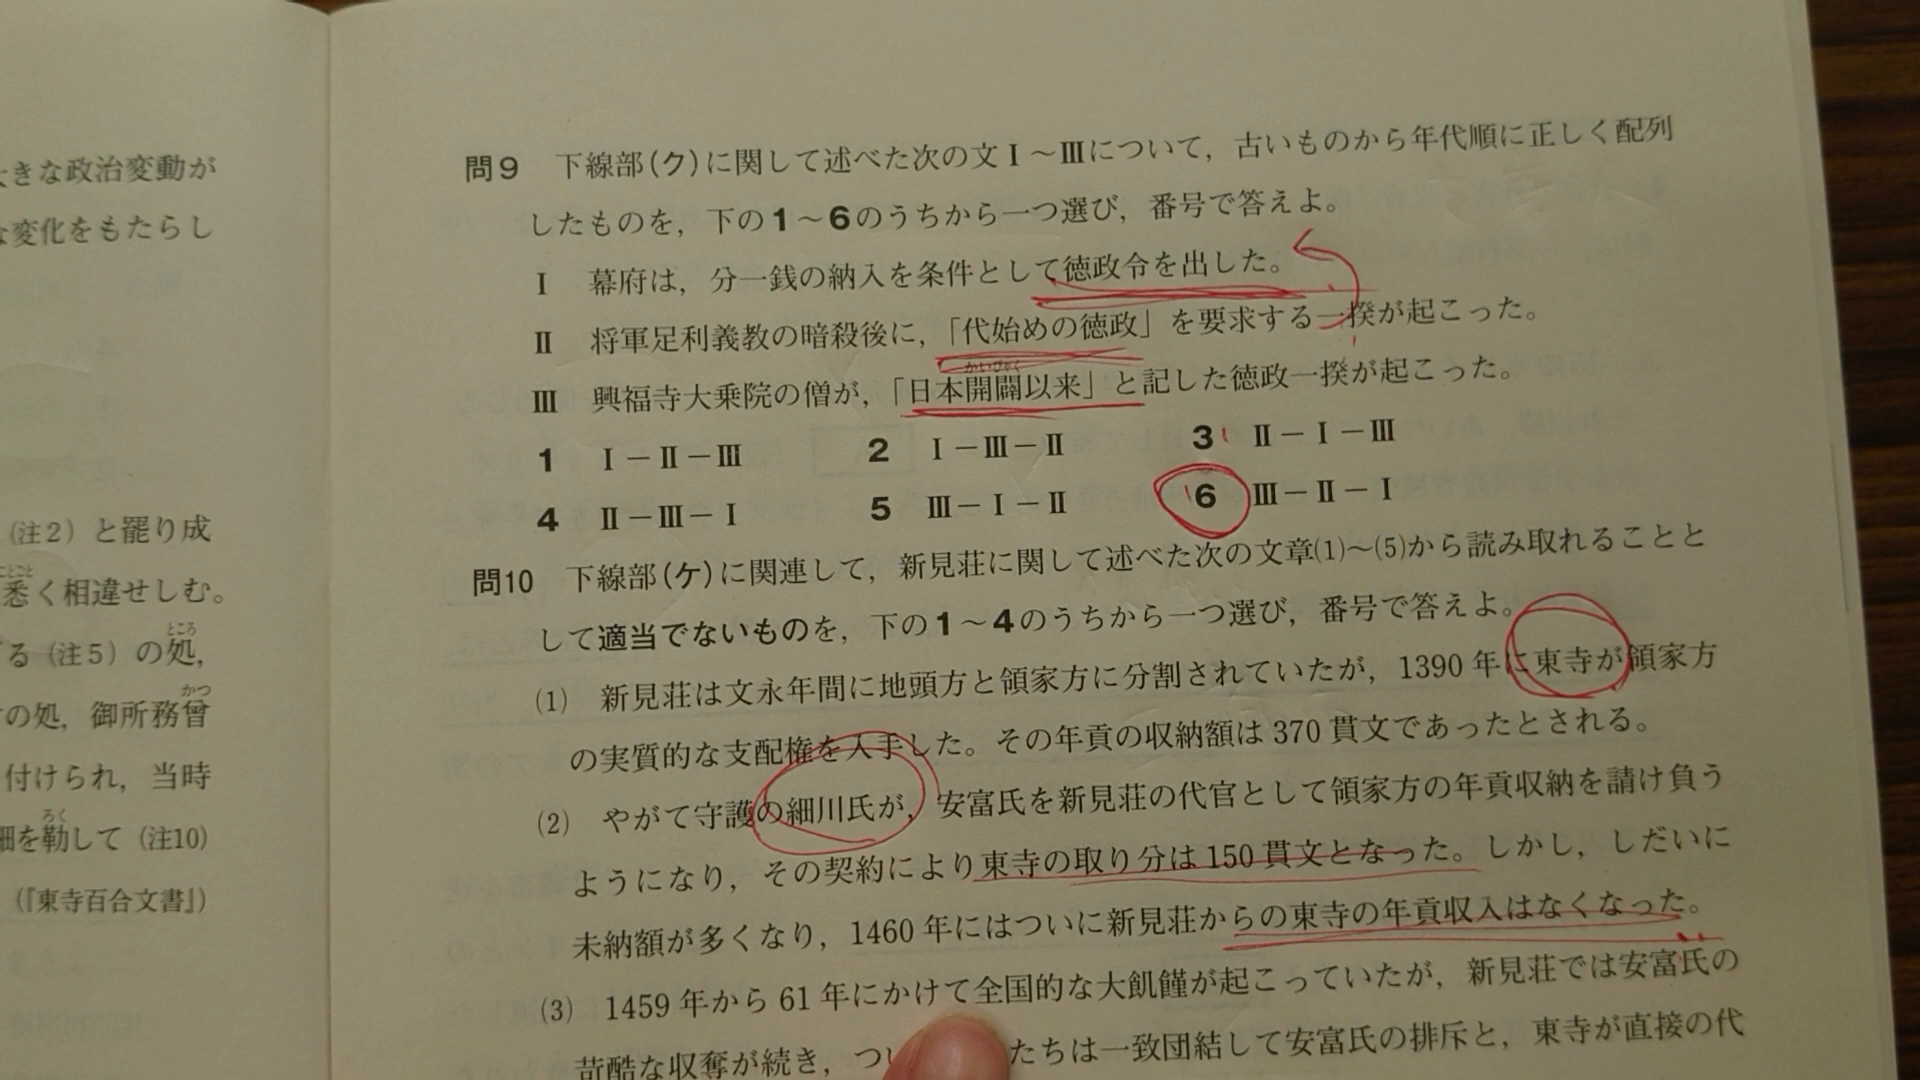 きな政治変動が
変化をもたらし
(注2)と罷り成
悉く相違せしむ。
る(注5)の処,
の処,御所務曾
付けられ,当時
細を勒して(注10)
(『東寺百合文書』)
問9 下線部(ク)に関して述べた次の文Ⅰ～Ⅲについて,古いものから年代順に正しく配列
したものを,下の1～6のうちから一つ選び,番号で答えよ。
Ⅰ 幕府は,分一銭の納入を条件として徳政令を出した。
Ⅱ 将軍足利義教の暗殺後に,「代始めの徳政」を要求する一揆が起こった。
Ⅲ 興福寺大乗院の僧が,「日本開闢以来」と記した徳政一揆が起こった。
1 Ⅰ－Ⅱ－Ⅲ 2 Ⅰ－Ⅲ－Ⅱ 3 Ⅱ－Ⅰ－Ⅲ
4 Ⅱ－Ⅲ－Ⅰ 5 Ⅲ－Ⅰ－Ⅱ 6 Ⅲ－Ⅱ－Ⅰ
問10 下線部(ケ)に関連して,新見荘に関して述べた次の文章(1)～(5)から読み取れることと
して適当でないものを,下の1～4のうちから一つ選び,番号で答えよ。
(1) 新見荘は文永年間に地頭方と領家方に分割されていたが,1390年に東寺が領家方
の実質的な支配権を入手した。その年貢の収納額は370貫文であったとされる。
(2) やがて守護の細川氏が,安富氏を新見荘の代官として領家方の年貢収納を請け負う
ようになり,その契約により東寺の取り分は150貫文となった。しかし,しだいに
未納額が多くなり,1460年にはついに新見荘からの東寺の年貢収入はなくなった。
(3) 1459年から61年にかけて全国的な大飢饉が起こっていたが,新見荘では安富氏の
苛酷な収奪が続き,つい たちは一致団結して安富氏の排斥と,東寺が直接の代